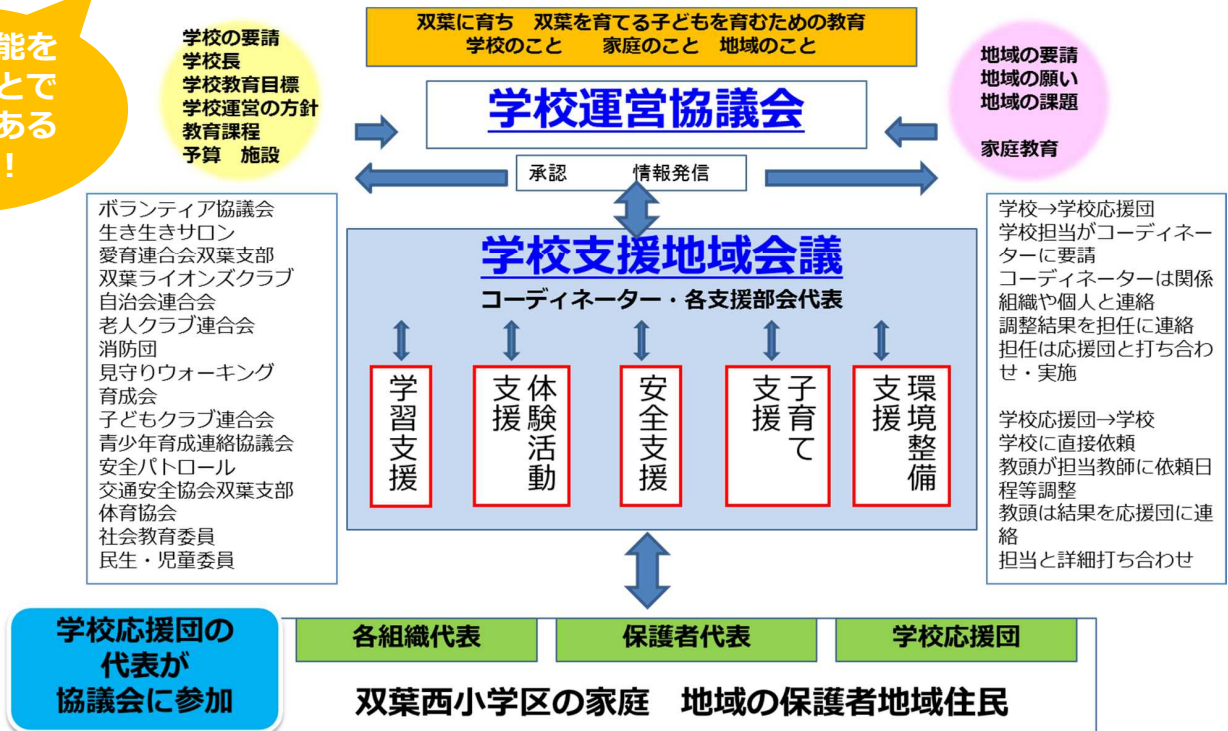 能を
とで
ある
！
学校の要請
学校長
学校教育目標
学校運営の方針
教育課程
予算　施設
双葉に育ち　双葉を育てる子どもを育むための教育
学校のこと　　家庭のこと　地域のこと
学校運営協議会
地域の要請
地域の願い
地域の課題
家庭教育
承認　　　情報発信
ボランティア協議会
生き生きサロン
愛育連合会双葉支部
双葉ライオンズクラブ
自治会連合会
老人クラブ連合会
消防団
見守りウォーキング
育成会
子どもクラブ連合会
青少年育成連絡協議会
安全パトロール
交通安全協会双葉支部
体育協会
社会教育委員
民生・児童委員
学校支援地域会議
コーディネーター・各支援部会代表
学習支援
体験活動
支援
安全支援
子育て
支援
環境整備
支援
学校→学校応援団
学校担当がコーディネー
ターに要請
コーディネーターは関係
組織や個人と連絡
調整結果を担任に連絡
担任は応援団と打ち合わ
せ・実施
学校応援団→学校
学校に直接依頼
教頭が担当教師に依頼日
程等調整
教頭は結果を応援団に連
絡
担当と詳細打ち合わせ
学校応援団の
代表が
協議会に参加
各組織代表
保護者代表
学校応援団
双葉西小学区の家庭　地域の保護者地域住民